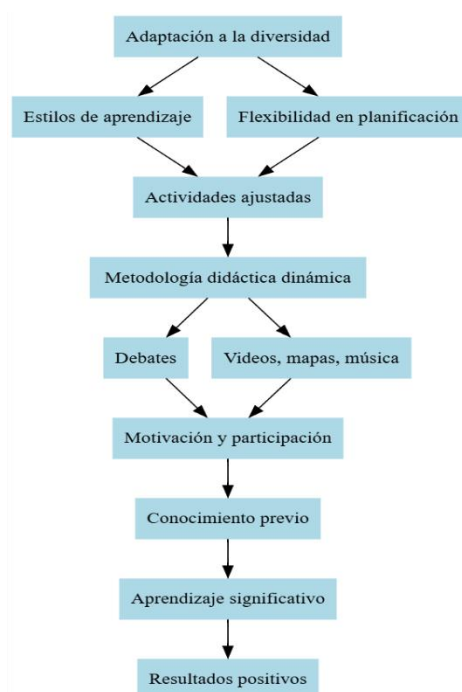 Adaptación a la diversidad
Estilos de aprendizaje
Flexibilidad en planificación
Actividades ajustadas
Metodología didáctica dinámica
Debates
Videos, mapas, música
Motivación y participación
Conocimiento previo
Aprendizaje significativo
Resultados positivos